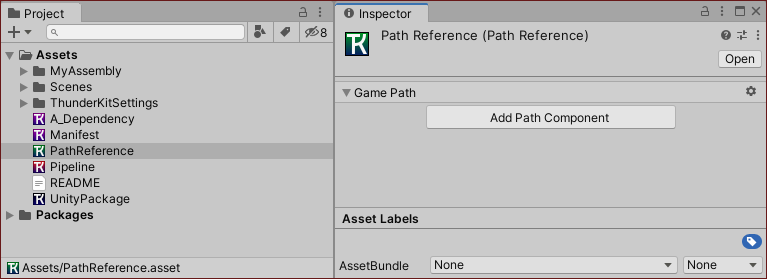 Project
8
Assets
MyAssembly
Scenes
ThunderKitSettings
A_Dependency
Manifest
PathReference
Pipeline
README
UnityPackage
Packages
Assets/PathReference.asset
Inspector
Path Reference (Path Reference)
Open
Game Path
Add Path Component
Asset Labels
AssetBundle None None